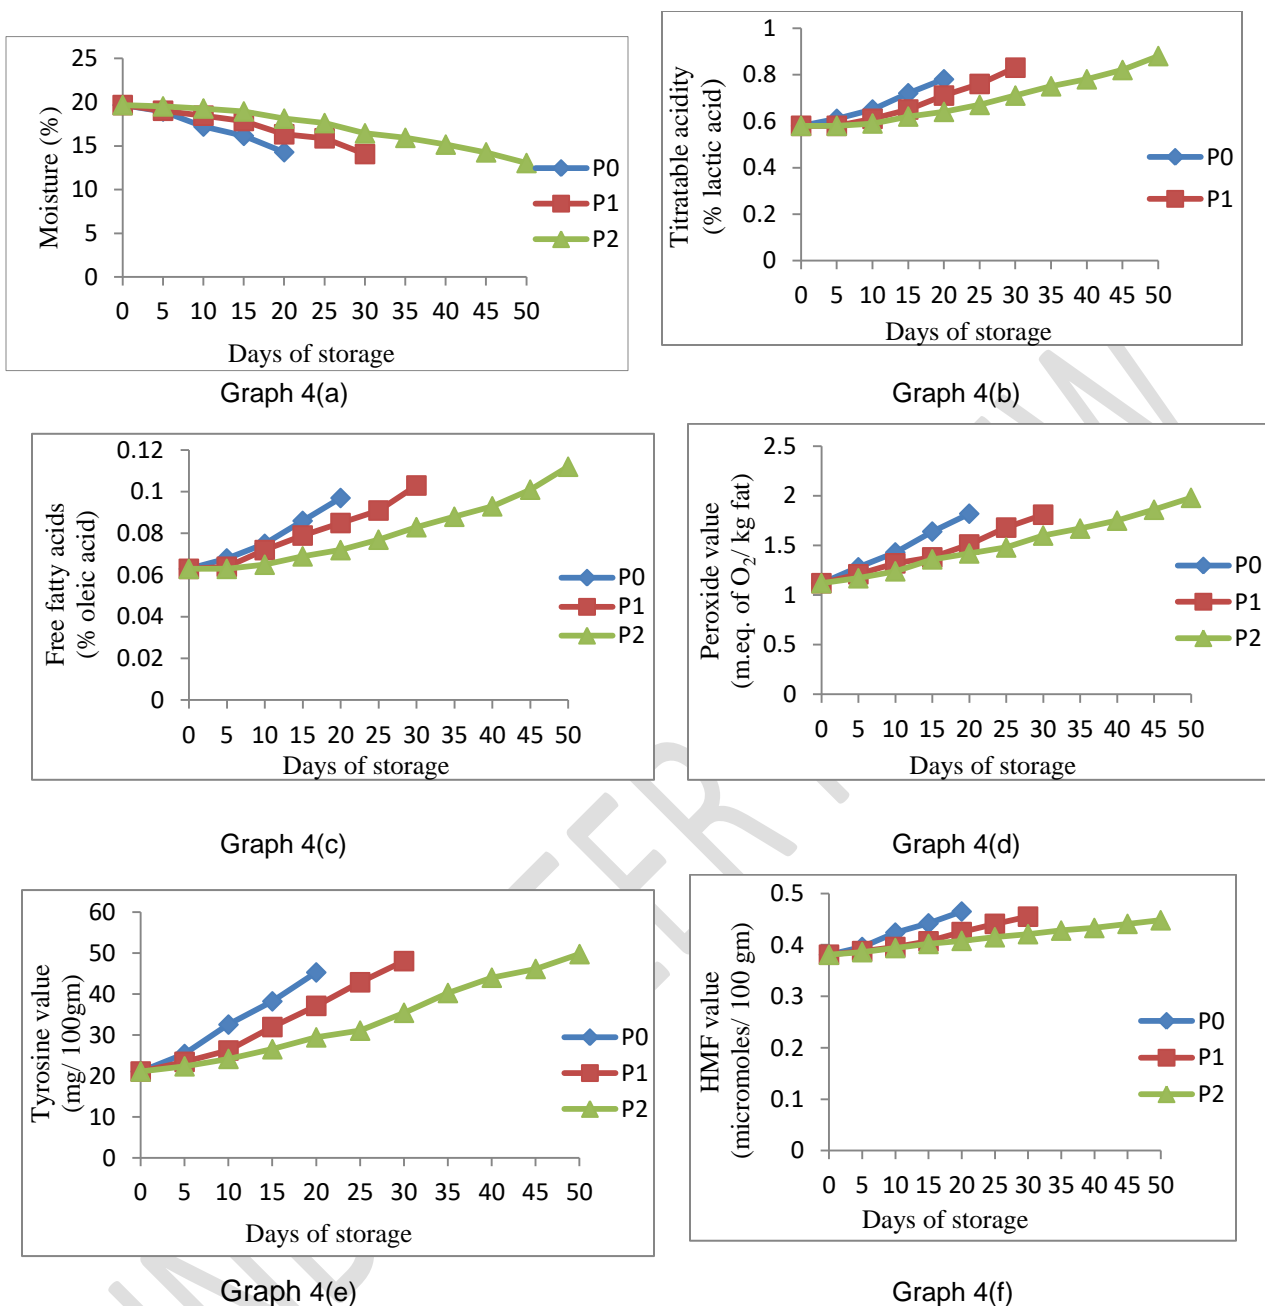 25
20
15
10
5
0
Moisture (%)
0 5 10 15 20 25 30 35 40 45 50
Days of storage
P0
P1
P2
Graph 4(a)
1
0.8
0.6
0.4
0.2
0
Titratable acidity
(% lactic acid)
0 5 10 15 20 25 30 35 40 45 50
Days of storage
P0
P1
Graph 4(b)
0.12
0.1
0.08
0.06
0.04
0.02
0
Free fatty acids
(% oleic acid)
0 5 10 15 20 25 30 35 40 45 50
Days of storage
P0
P1
P2
Graph 4(c)
2.5
2
1.5
1
0.5
0
Peroxide value
(m.eq. of O₂/ kg fat)
0 5 10 15 20 25 30 35 40 45 50
Days of storage
P0
P1
P2
Graph 4(d)
60
50
40
30
20
10
0
Tyrosine value
(mg/ 100gm)
0 5 10 15 20 25 30 35 40 45 50
Days of storage
P0
P1
P2
Graph 4(e)
0.5
0.4
0.3
0.2
0.1
0
HMF value
(micromoles/ 100 gm)
0 5 10 15 20 25 30 35 40 45 50
Days of storage
P0
P1
P2
Graph 4(f)